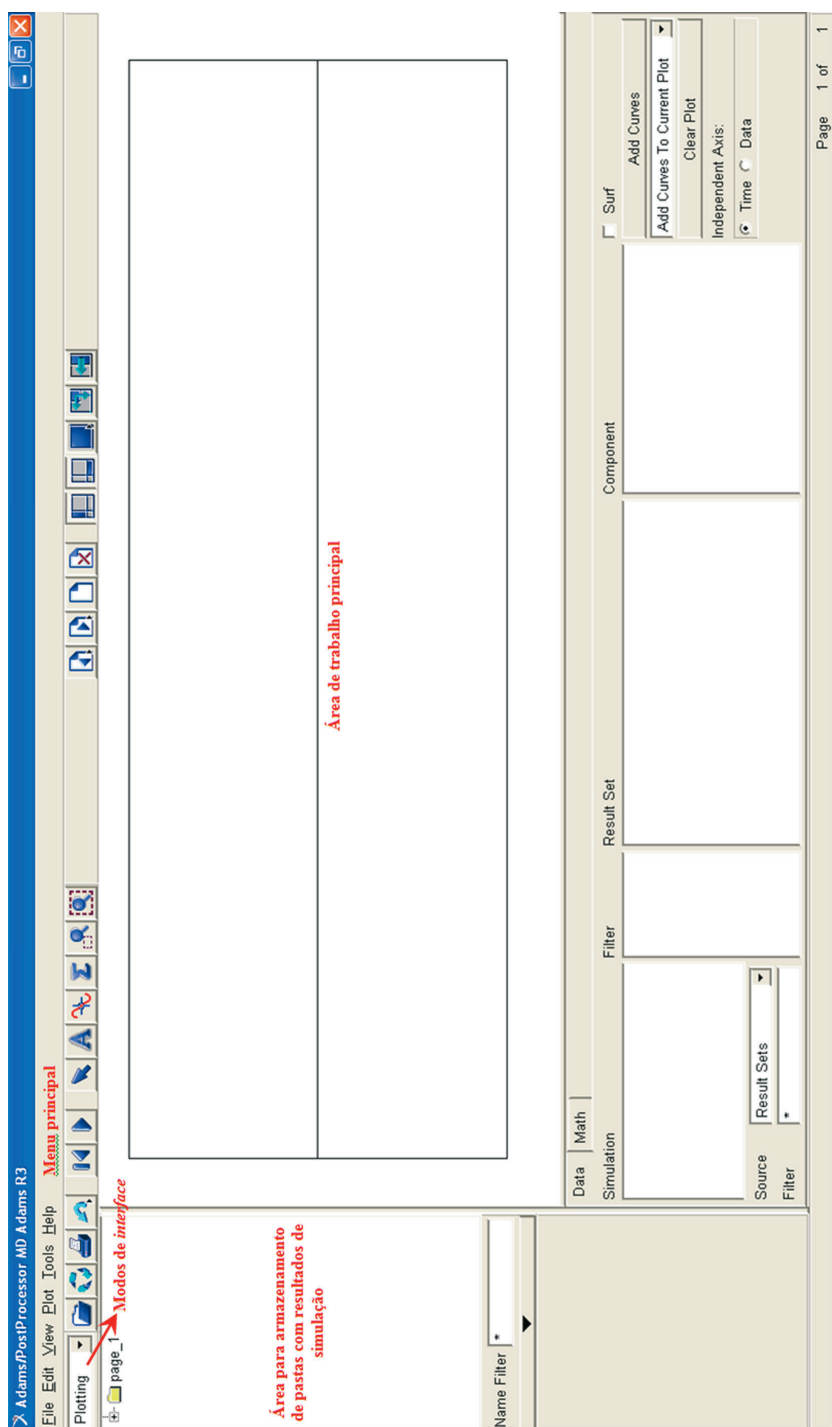 Adams/PostProcessor MD Adams R3
File Edit View Plot Tools Help
Menu principal
Plotting
Modos de interface
page_1
Área para armazenamento
de pastas com resultados de
simulação
Name Filter *
Área de trabalho principal
Data Math
Simulation
Filter
Result Set
Component
Surf
Add Curves
Add Curves To Current Plot
Clear Plot
Independent Axis:
Time Data
Source Result Sets
Filter *
Page 1 of 1